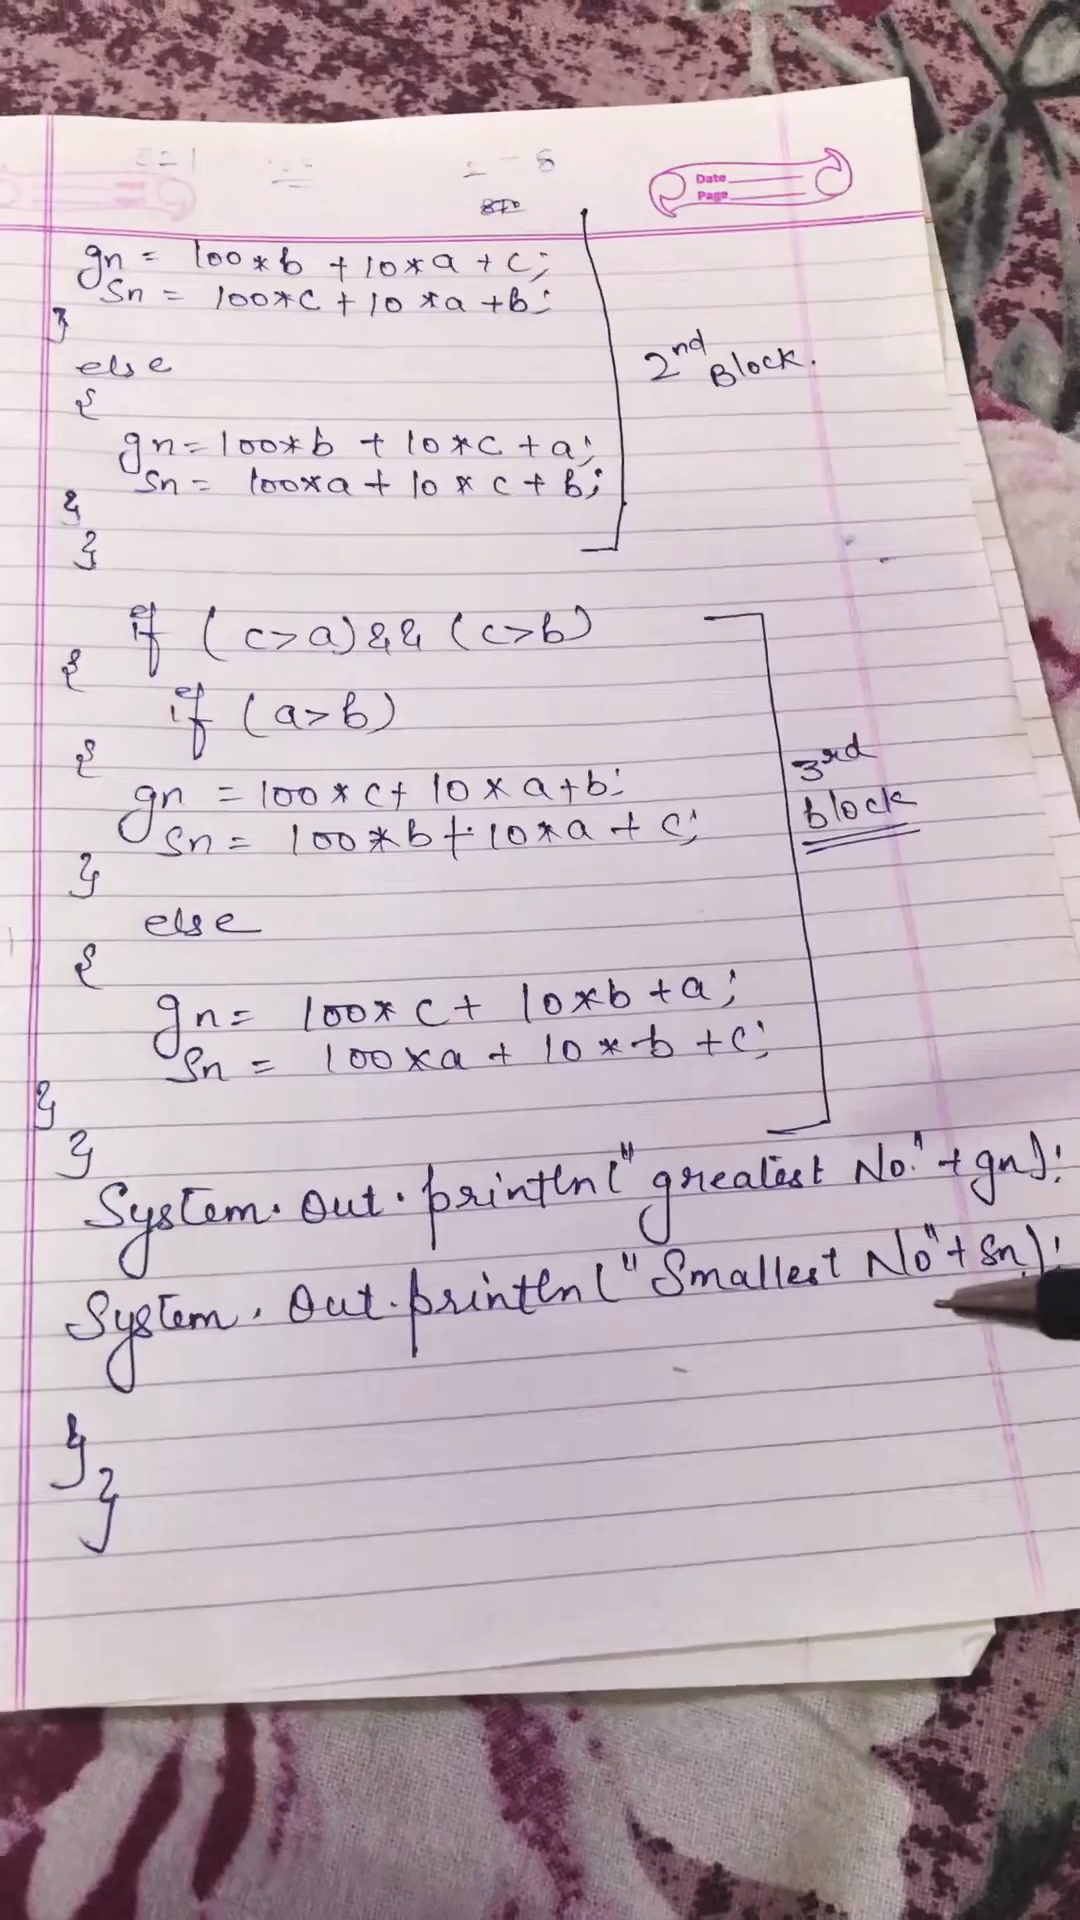 Date
Page
gn = 100*b + 10*a + c;
Sn = 100*c + 10 *a +b;
}
else
{
gn=100*b + 10*c + a;
Sn = 100*a + 10 * c + b;
}
}
2nd Block.
if (c>a)&& (c>b)
{
if (a>b)
{
gn = 100*c+ 10*a+b;
Sn = 100*b+10*a + c;
}
else
{
gn= 100* c+ 10*b +a;
Sn = 100*a + 10*b +c;
}
}
3rd
block
System. Out. println(" greatest No." + gn);
System. Out. println(" Smallest No" + Sn);
}
}